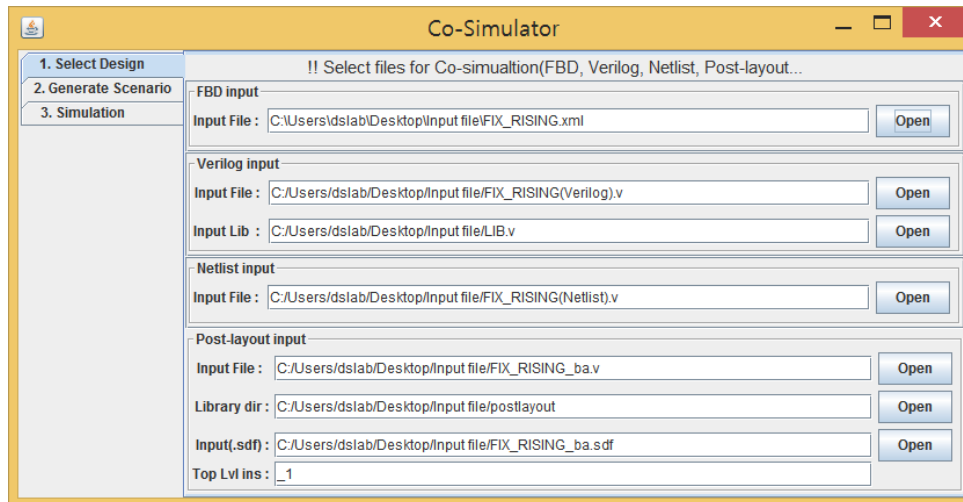 Co-Simulator
1. Select Design
2. Generate Scenario
3. Simulation
!! Select files for Co-simualtion(FBD, Verilog, Netlist, Post-layout...
FBD input
Input File : C:\Users\dslab\Desktop\Input file\FIX_RISING.xml Open
Verilog input
Input File : C:/Users/dslab/Desktop/Input file/FIX_RISING(Verilog).v Open
Input Lib : C:/Users/dslab/Desktop/Input file/LIB.v Open
Netlist input
Input File : C:/Users/dslab/Desktop/Input file/FIX_RISING(Netlist).v Open
Post-layout input
Input File : C:/Users/dslab/Desktop/Input file/FIX_RISING_ba.v Open
Library dir : C:/Users/dslab/Desktop/Input file/postlayout Open
Input(.sdf) : C:/Users/dslab/Desktop/Input file/FIX_RISING_ba.sdf Open
Top Lvl ins : _1